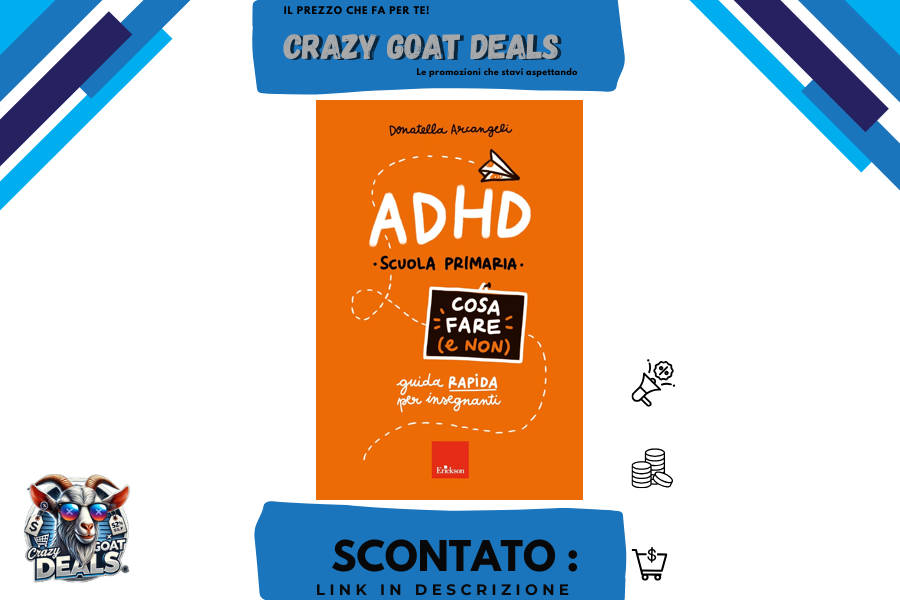 IL PREZZO CHE FA PER TE!
CRAZY GOAT DEALS
Le promozioni che stavi aspettando
Donatella Arcangeli
ADHD
·SCUOLA PRIMARIA·
COSA
FARE
(e NON)
guida RAPIDA
per insegnanti
Erickson
$
Crazy
GOAT
DEALS
SCONTATO :
LINK IN DESCRIZIONE
%
$